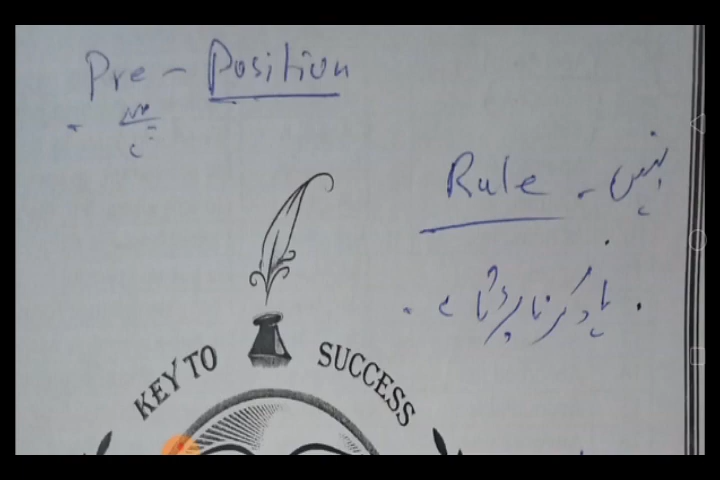 Pre - Position
Rule - نہیں
یاد کرنا پڑتا ہے
KEY TO SUCCESS